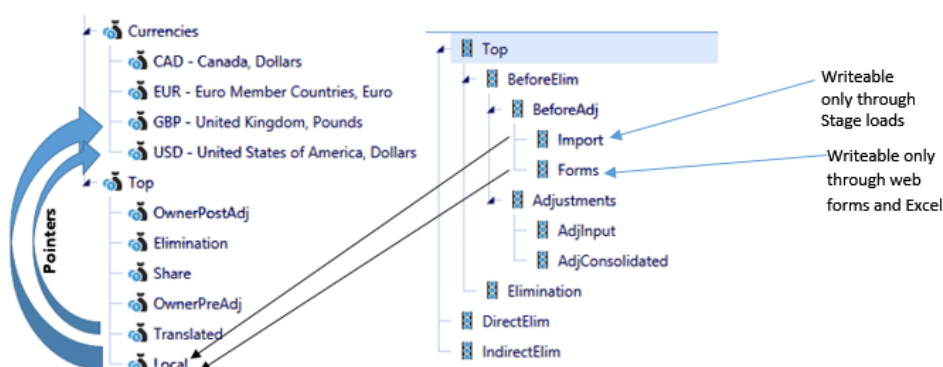 Currencies
CAD - Canada, Dollars
EUR - Euro Member Countries, Euro
GBP - United Kingdom, Pounds
USD - United States of America, Dollars
Top
OwnerPostAdj
Elimination
Share
OwnerPreAdj
Translated
Local
Pointers
Top
BeforeElim
BeforeAdj
Import
Forms
Adjustments
AdjInput
AdjConsolidated
Elimination
DirectElim
IndirectElim
Writeable
only through
Stage loads
Writeable only
through web
forms and Excel